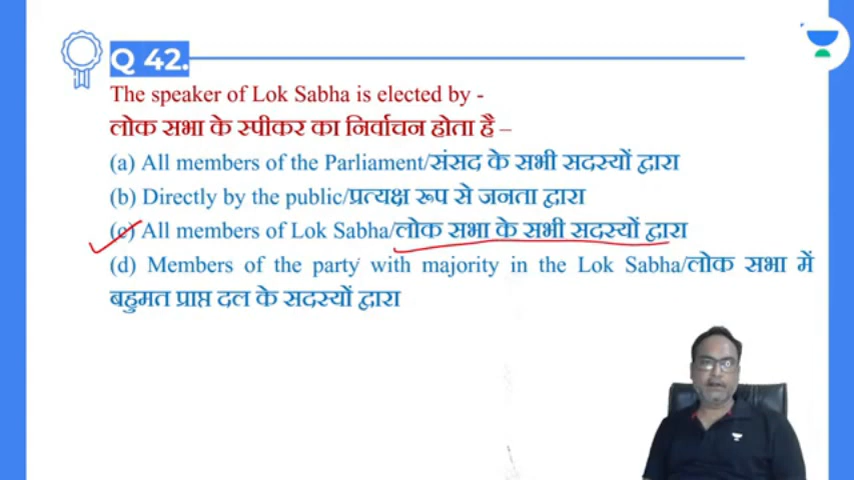 Q 42.
The speaker of Lok Sabha is elected by -
लोक सभा के स्पीकर का निर्वाचन होता है –
(a) All members of the Parliament/संसद के सभी सदस्यों द्वारा
(b) Directly by the public/प्रत्यक्ष रूप से जनता द्वारा
(c) All members of Lok Sabha/लोक सभा के सभी सदस्यों द्वारा
(d) Members of the party with majority in the Lok Sabha/लोक सभा में
बहुमत प्राप्त दल के सदस्यों द्वारा